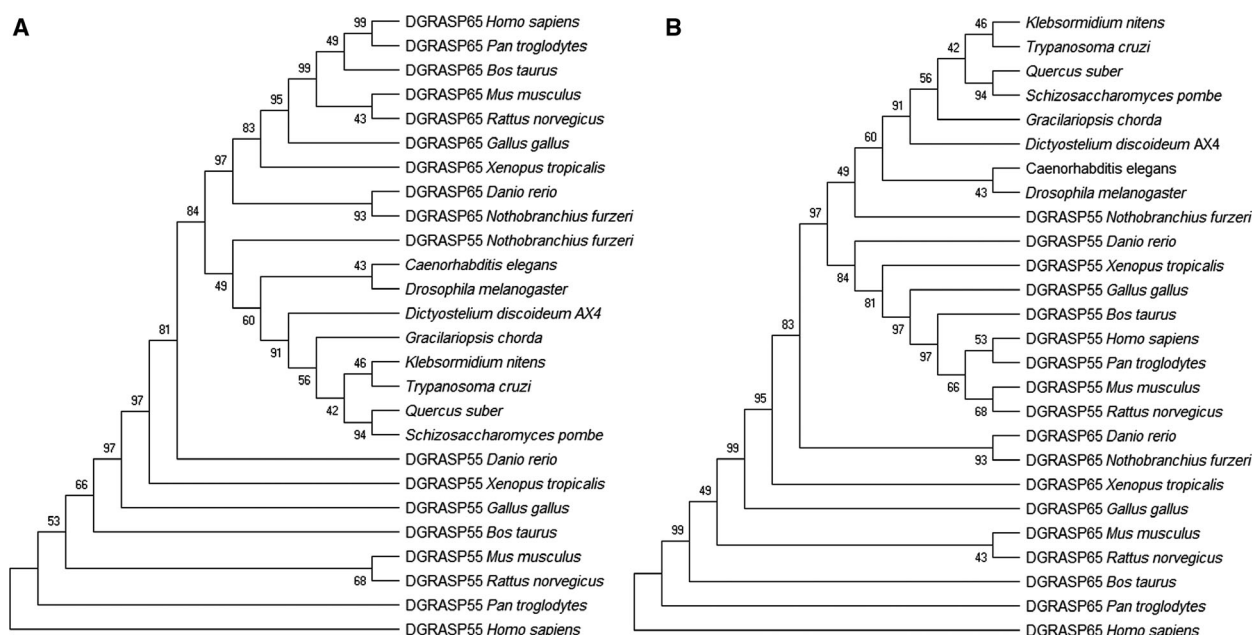 A
99
DGRASP65 Homo sapiens
49
DGRASP65 Pan troglodytes
99
DGRASP65 Bos taurus
95
DGRASP65 Mus musculus
43
DGRASP65 Rattus norvegicus
83
DGRASP65 Gallus gallus
97
DGRASP65 Xenopus tropicalis
84
DGRASP65 Danio rerio
93
DGRASP65 Nothobranchius furzeri
DGRASP55 Nothobranchius furzeri
49
43
Caenorhabditis elegans
60
Drosophila melanogaster
Dictyostelium discoideum AX4
91
Gracilariopsis chorda
56
46
Klebsormidium nitens
Trypanosoma cruzi
42
Quercus suber
94
Schizosaccharomyces pombe
81
DGRASP55 Danio rerio
97
DGRASP55 Xenopus tropicalis
97
DGRASP55 Gallus gallus
66
DGRASP55 Bos taurus
53
DGRASP55 Mus musculus
68
DGRASP55 Rattus norvegicus
DGRASP55 Pan troglodytes
DGRASP55 Homo sapiens
B
46
Klebsormidium nitens
42
Trypanosoma cruzi
56
Quercus suber
94
Schizosaccharomyces pombe
91
Gracilariopsis chorda
60
Dictyostelium discoideum AX4
49
Caenorhabditis elegans
43
Drosophila melanogaster
97
DGRASP55 Nothobranchius furzeri
DGRASP55 Danio rerio
84
DGRASP55 Xenopus tropicalis
81
DGRASP55 Gallus gallus
97
DGRASP55 Bos taurus
97
53
DGRASP55 Homo sapiens
DGRASP55 Pan troglodytes
66
DGRASP55 Mus musculus
68
DGRASP55 Rattus norvegicus
83
DGRASP65 Danio rerio
93
DGRASP65 Nothobranchius furzeri
95
DGRASP65 Xenopus tropicalis
99
DGRASP65 Gallus gallus
49
DGRASP65 Mus musculus
43
DGRASP65 Rattus norvegicus
99
DGRASP65 Bos taurus
DGRASP65 Pan troglodytes
DGRASP65 Homo sapiens